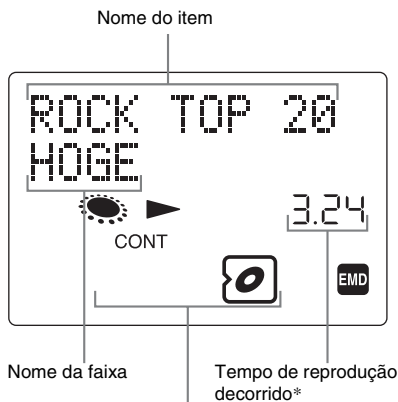 Nome do item
ROCK TOP 20
HOGE
3.24
CONT
EMD
Nome da faixa
Tempo de reprodução
decorrido*